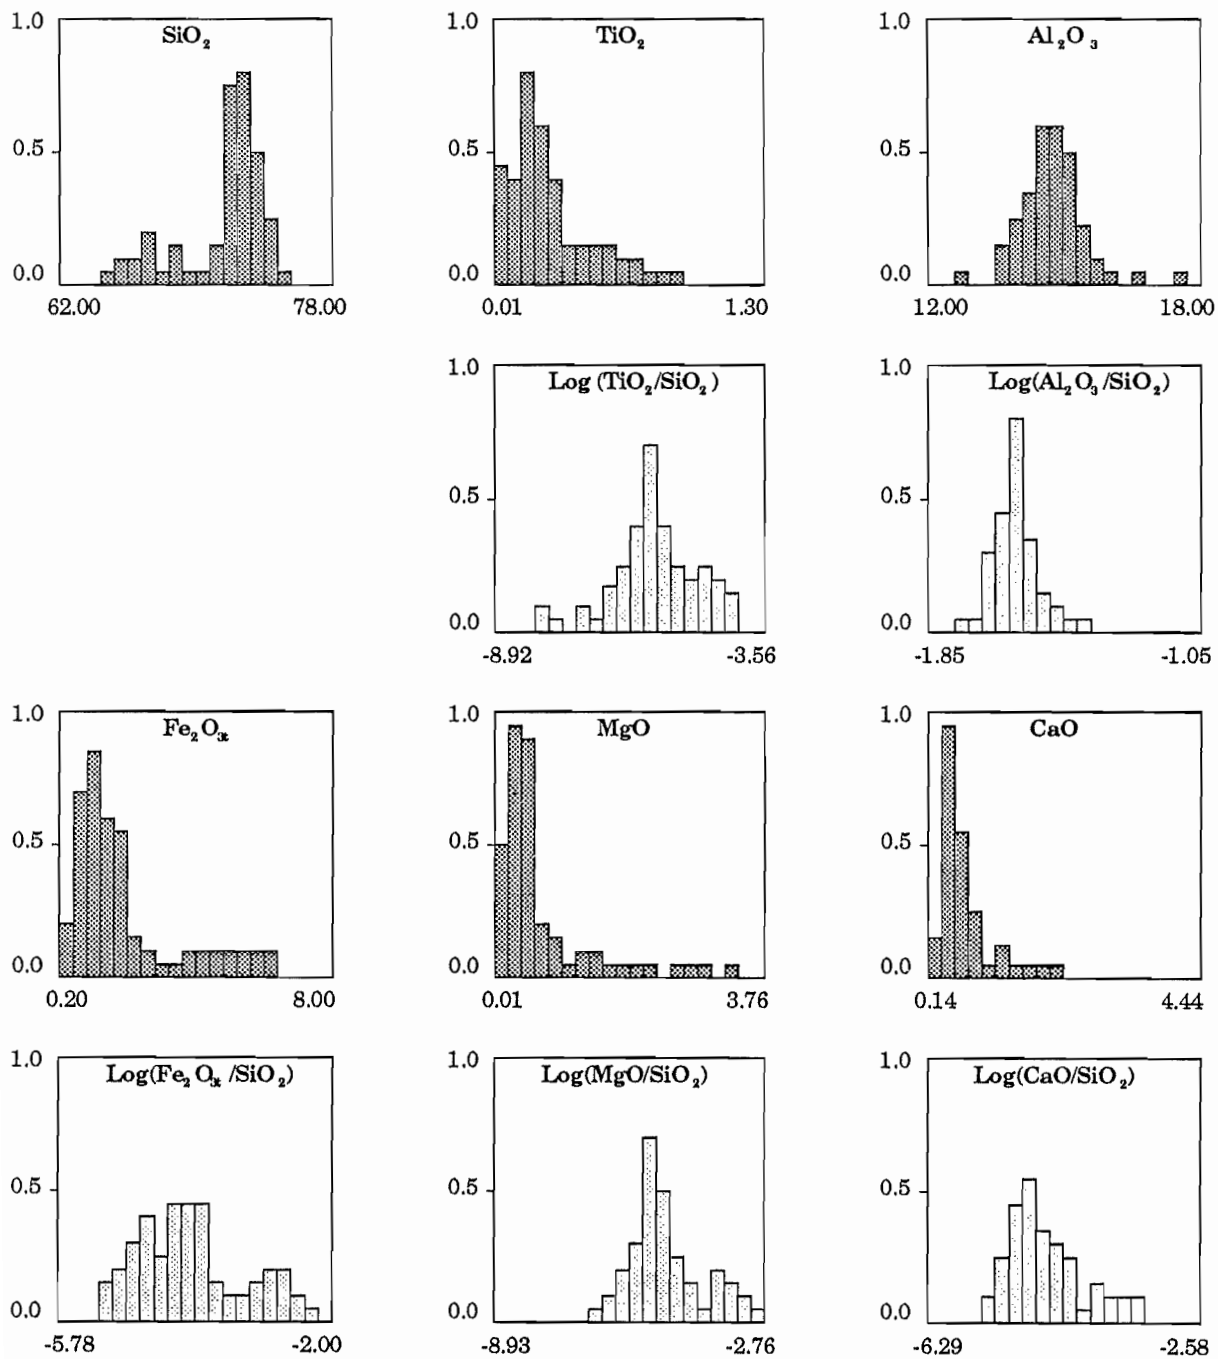 1.0 1.0 1.0
SiO₂ TiO₂ Al₂O₃
0.5 0.5 0.5
0.0 0.0 0.0
62.00 78.00 0.01 1.30 12.00 18.00
1.0 1.0
Log (TiO₂/SiO₂) Log(Al₂O₃/SiO₂)
0.5 0.5
0.0 0.0
-8.92 -3.56 -1.85 -1.05
1.0 1.0 1.0
Fe₂O₃ₜ MgO CaO
0.5 0.5 0.5
0.0 0.0 0.0
0.20 8.00 0.01 3.76 0.14 4.44
1.0 1.0 1.0
Log(Fe₂O₃ₜ/SiO₂) Log(MgO/SiO₂) Log(CaO/SiO₂)
0.5 0.5 0.5
0.0 0.0 0.0
-5.78 -2.00 -8.93 -2.76 -6.29 -2.58